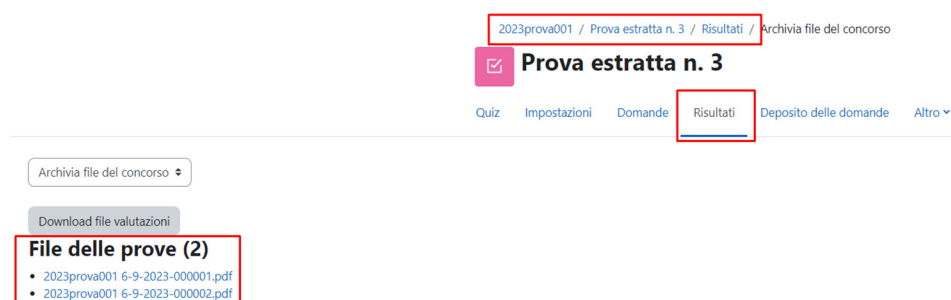 2023prova001 / Prova estratta n. 3 / Risultati / Archivia file del concorso
Prova estratta n. 3
Quiz Impostazioni Domande Risultati Deposito delle domande Altro
Archivia file del concorso
Download file valutazioni
File delle prove (2)
2023prova001 6-9-2023-000001.pdf
2023prova001 6-9-2023-000002.pdf